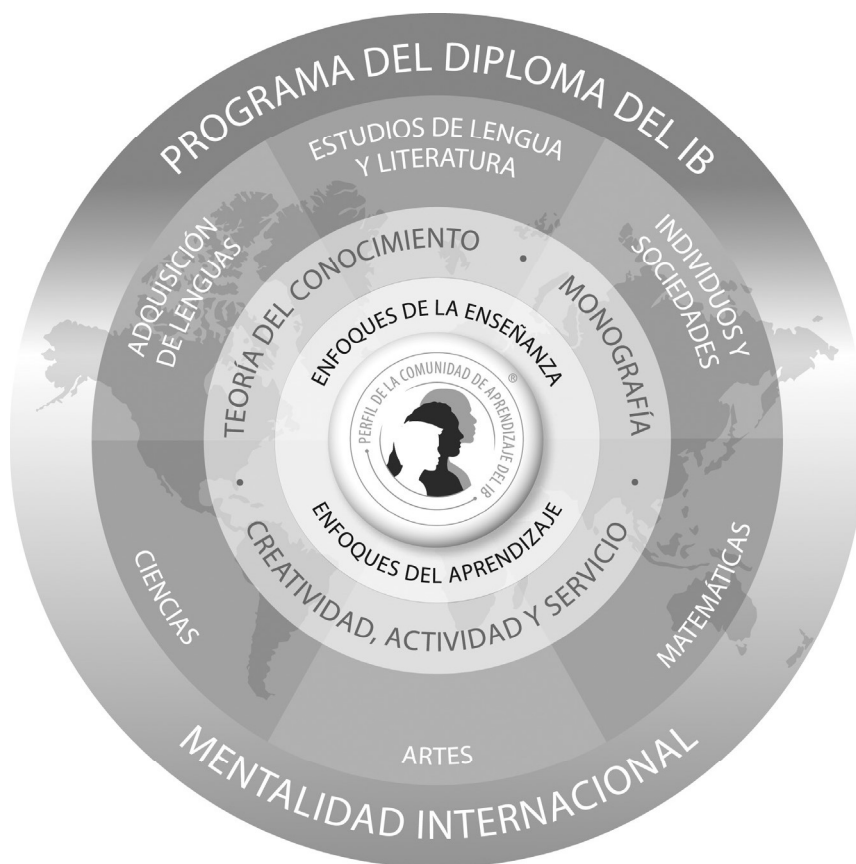 PROGRAMA DEL DIPLOMA DEL IB
ESTUDIOS DE LENGUA
Y LITERATURA
ADQUISICIÓN
DE LENGUAS
INDIVIDUOS Y
SOCIEDADES
TEORÍA DEL CONOCIMIENTO
•
MONOGRAFÍA
•
ENFOQUES DE LA ENSEÑANZA
• PERFIL DE LA COMUNIDAD DE APRENDIZAJE DEL IB •
®
ENFOQUES DEL APRENDIZAJE
•
CREATIVIDAD, ACTIVIDAD Y SERVICIO
CIENCIAS
MATEMÁTICAS
ARTES
MENTALIDAD INTERNACIONAL